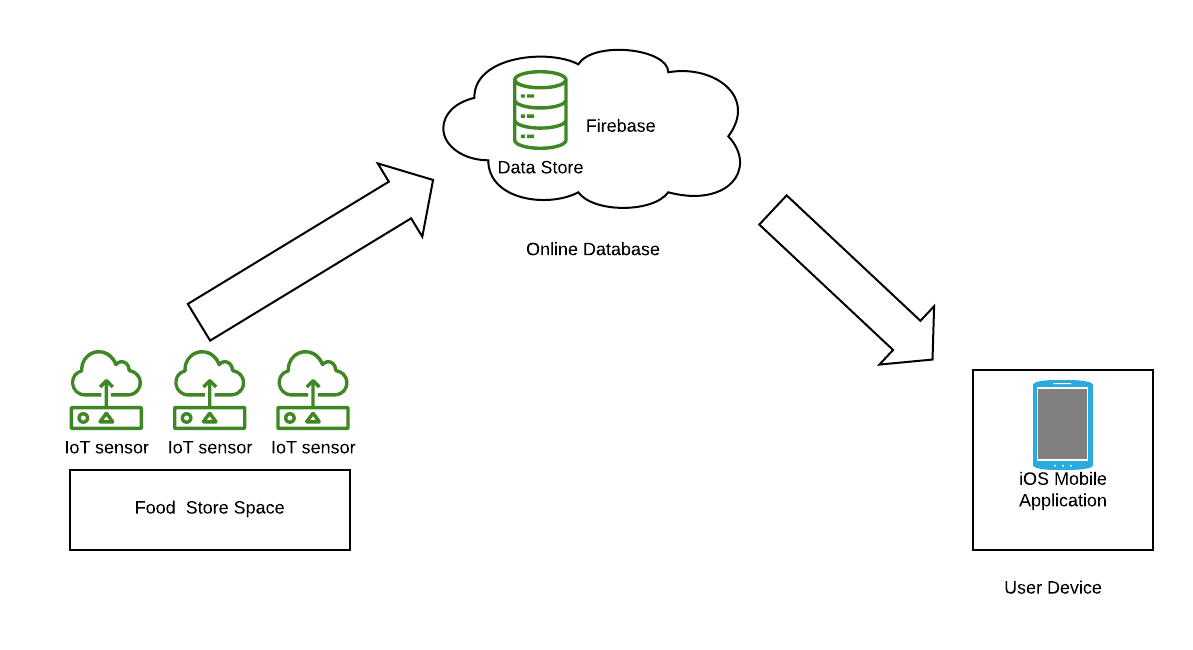 Firebase
Data Store
Online Database
IoT sensor IoT sensor IoT sensor
Food Store Space
iOS Mobile
Application
User Device